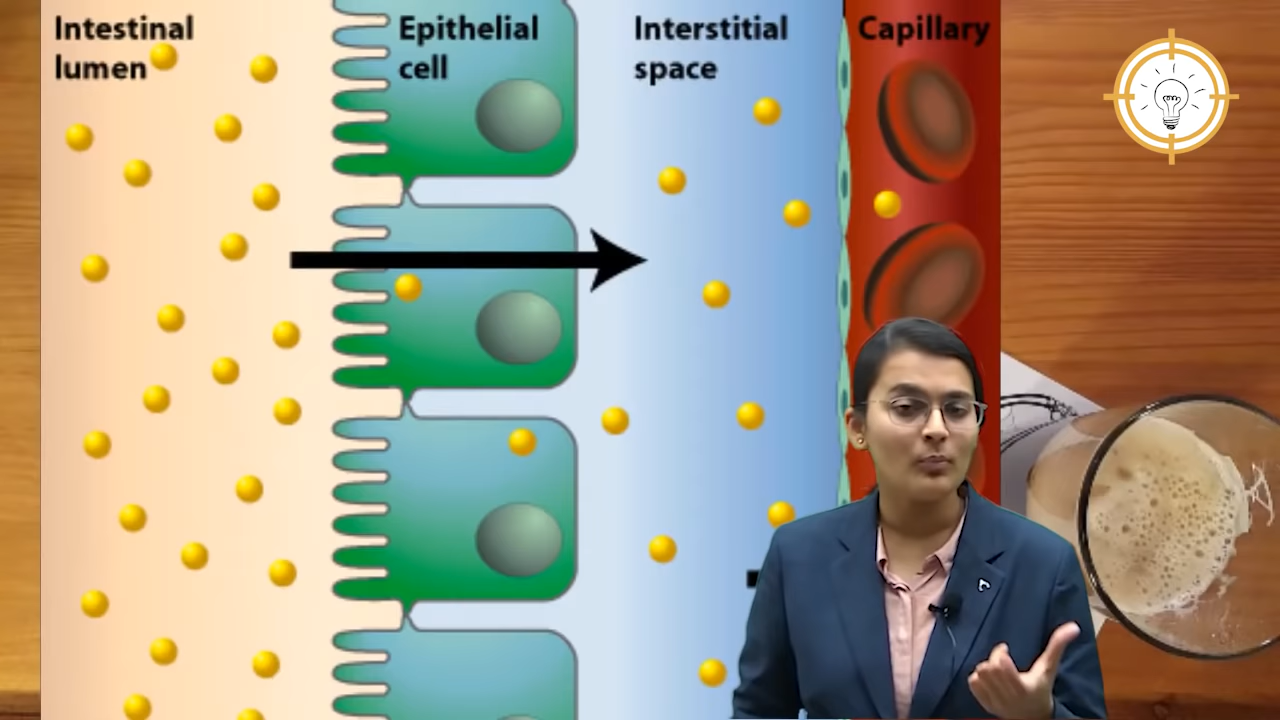 Intestinal
lumen
Epithelial
cell
Interstitial
space
Capillary